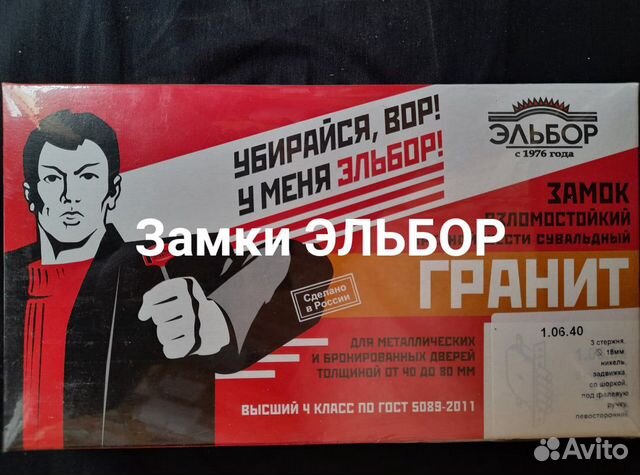 УБИРАЙСЯ, ВОР!
У МЕНЯ ЭЛЬБОР!
ЭЛЬБОР
с 1976 года
ЗАМОК
ВЗЛОМОСТОЙКИЙ
СУВАЛЬДНЫЙ
Замки ЭЛЬБОР
ГРАНИТ
Сделано
в России
ДЛЯ МЕТАЛЛИЧЕСКИХ
И БРОНИРОВАННЫХ ДВЕРЕЙ
ТОЛЩИНОЙ ОТ 40 ДО 80 ММ
ВЫСШИЙ 4 КЛАСС ПО ГОСТ 5089-2011
1.06.40
3 стержня,
18мм
никель,
задвижка,
со шторкой,
под фалевую
ручку,
левосторонний
Avito